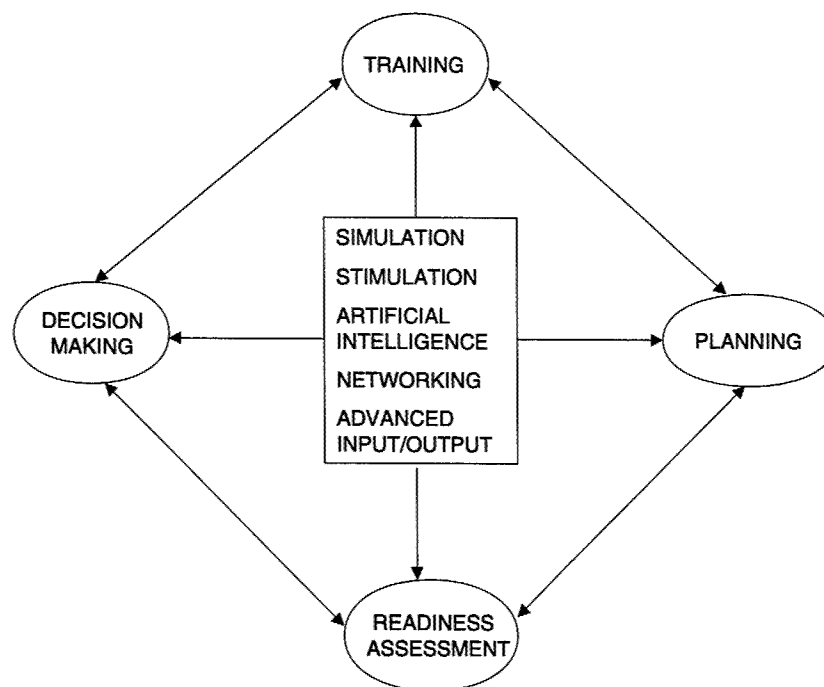 TRAINING
SIMULATION
STIMULATION
ARTIFICIAL
INTELLIGENCE
NETWORKING
ADVANCED
INPUT/OUTPUT
DECISION
MAKING
PLANNING
READINESS
ASSESSMENT